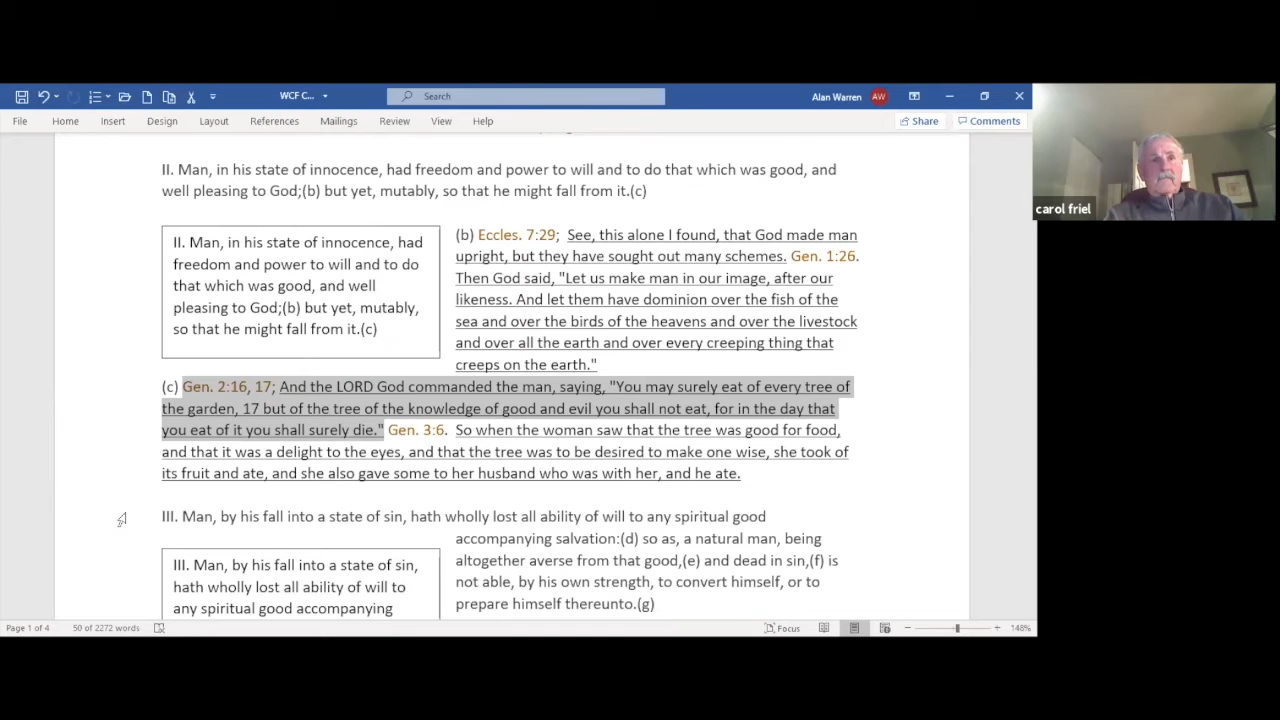 WCF C...
Search
Alan Warren AW
File Home Insert Design Layout References Mailings Review View Help Share Comments
II. Man, in his state of innocence, had freedom and power to will and to do that which was good, and
well pleasing to God;(b) but yet, mutably, so that he might fall from it.(c)
II. Man, in his state of innocence, had
freedom and power to will and to do
that which was good, and well
pleasing to God;(b) but yet, mutably,
so that he might fall from it.(c)
(b) Eccles. 7:29; See, this alone I found, that God made man
upright, but they have sought out many schemes. Gen. 1:26.
Then God said, "Let us make man in our image, after our
likeness. And let them have dominion over the fish of the
sea and over the birds of the heavens and over the livestock
and over all the earth and over every creeping thing that
creeps on the earth."
(c) Gen. 2:16, 17; And the LORD God commanded the man, saying, "You may surely eat of every tree of
the garden, 17 but of the tree of the knowledge of good and evil you shall not eat, for in the day that
you eat of it you shall surely die." Gen. 3:6. So when the woman saw that the tree was good for food,
and that it was a delight to the eyes, and that the tree was to be desired to make one wise, she took of
its fruit and ate, and she also gave some to her husband who was with her, and he ate.
III. Man, by his fall into a state of sin, hath wholly lost all ability of will to any spiritual good
accompanying salvation:(d) so as, a natural man, being
altogether averse from that good,(e) and dead in sin,(f) is
not able, by his own strength, to convert himself, or to
prepare himself thereunto.(g)
III. Man, by his fall into a state of sin,
hath wholly lost all ability of will to
any spiritual good accompanying
Page 1 of 4 50 of 2272 words Focus 148%
carol friel